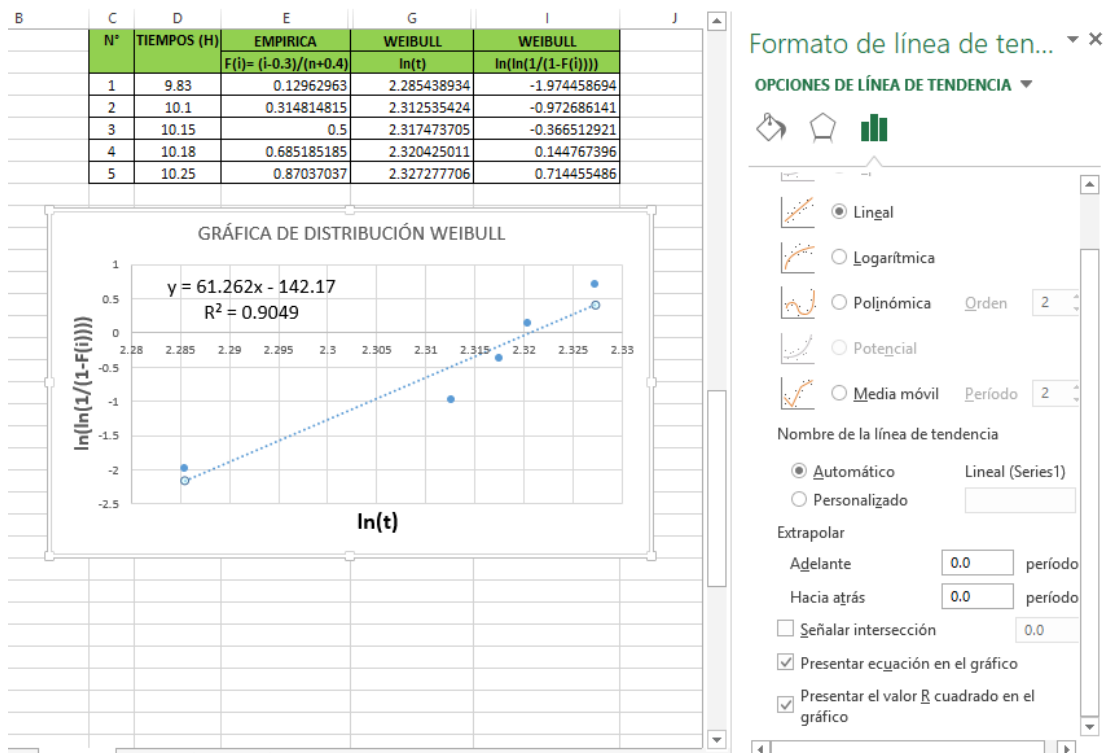 B C D E G I J
N° TIEMPOS (H) EMPIRICA WEIBULL WEIBULL
F(i)= (i-0.3)/(n+0.4) ln(t) ln(ln(1/(1-F(i))))
1 9.83 0.12962963 2.285438934 -1.974458694
2 10.1 0.314814815 2.312535424 -0.972686141
3 10.15 0.5 2.317473705 -0.366512921
4 10.18 0.685185185 2.320425011 0.144767396
5 10.25 0.87037037 2.327277706 0.714455486
GRÁFICA DE DISTRIBUCIÓN WEIBULL
y = 61.262x - 142.17
R² = 0.9049
ln(ln(1/(1-F(i))))
1
0.5
0
-0.5
-1
-1.5
-2
-2.5
2.28 2.285 2.29 2.295 2.3 2.305 2.31 2.315 2.32 2.325 2.33
ln(t)
Formato de línea de ten...
OPCIONES DE LÍNEA DE TENDENCIA
Lineal
Logarítmica
Polinómica Orden 2
Potencial
Media móvil Período 2
Nombre de la línea de tendencia
Automático Lineal (Series1)
Personalizado
Extrapolar
Adelante 0.0 período
Hacia atrás 0.0 período
Señalar intersección 0.0
Presentar ecuación en el gráfico
Presentar el valor R cuadrado en el
gráfico